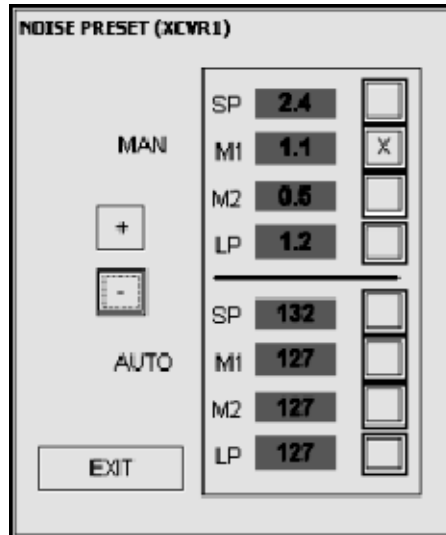 NOISE PRESET (XCVR1)
SP 2.4
MAN M1 1.1 X
M2 0.5
+
LP 1.2
-
SP 132
AUTO M1 127
M2 127
EXIT LP 127